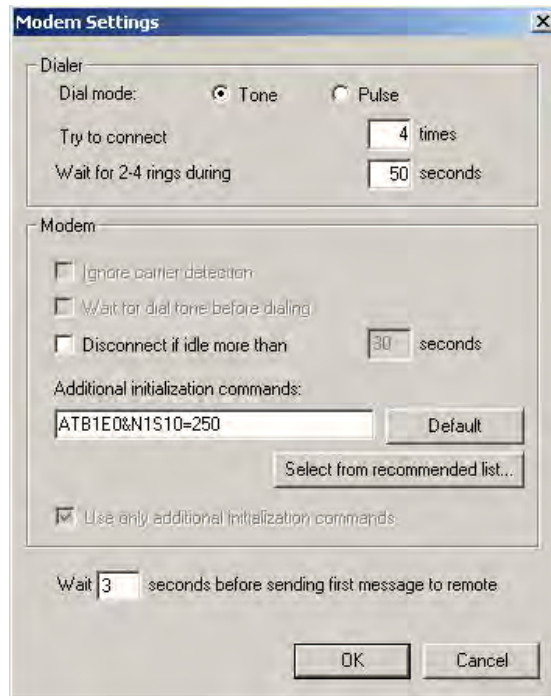 Modem Settings
Dialer
Dial mode: Tone Pulse
Try to connect 4 times
Wait for 2-4 rings during 50 seconds
Modem
Ignore carrier detection
Wait for dial tone before dialing
Disconnect if idle more than 30 seconds
Additional initialization commands:
ATB1E0&N1S10=250 Default
Select from recommended list...
Use only additional initialization commands
Wait 3 seconds before sending first message to remote
OK Cancel